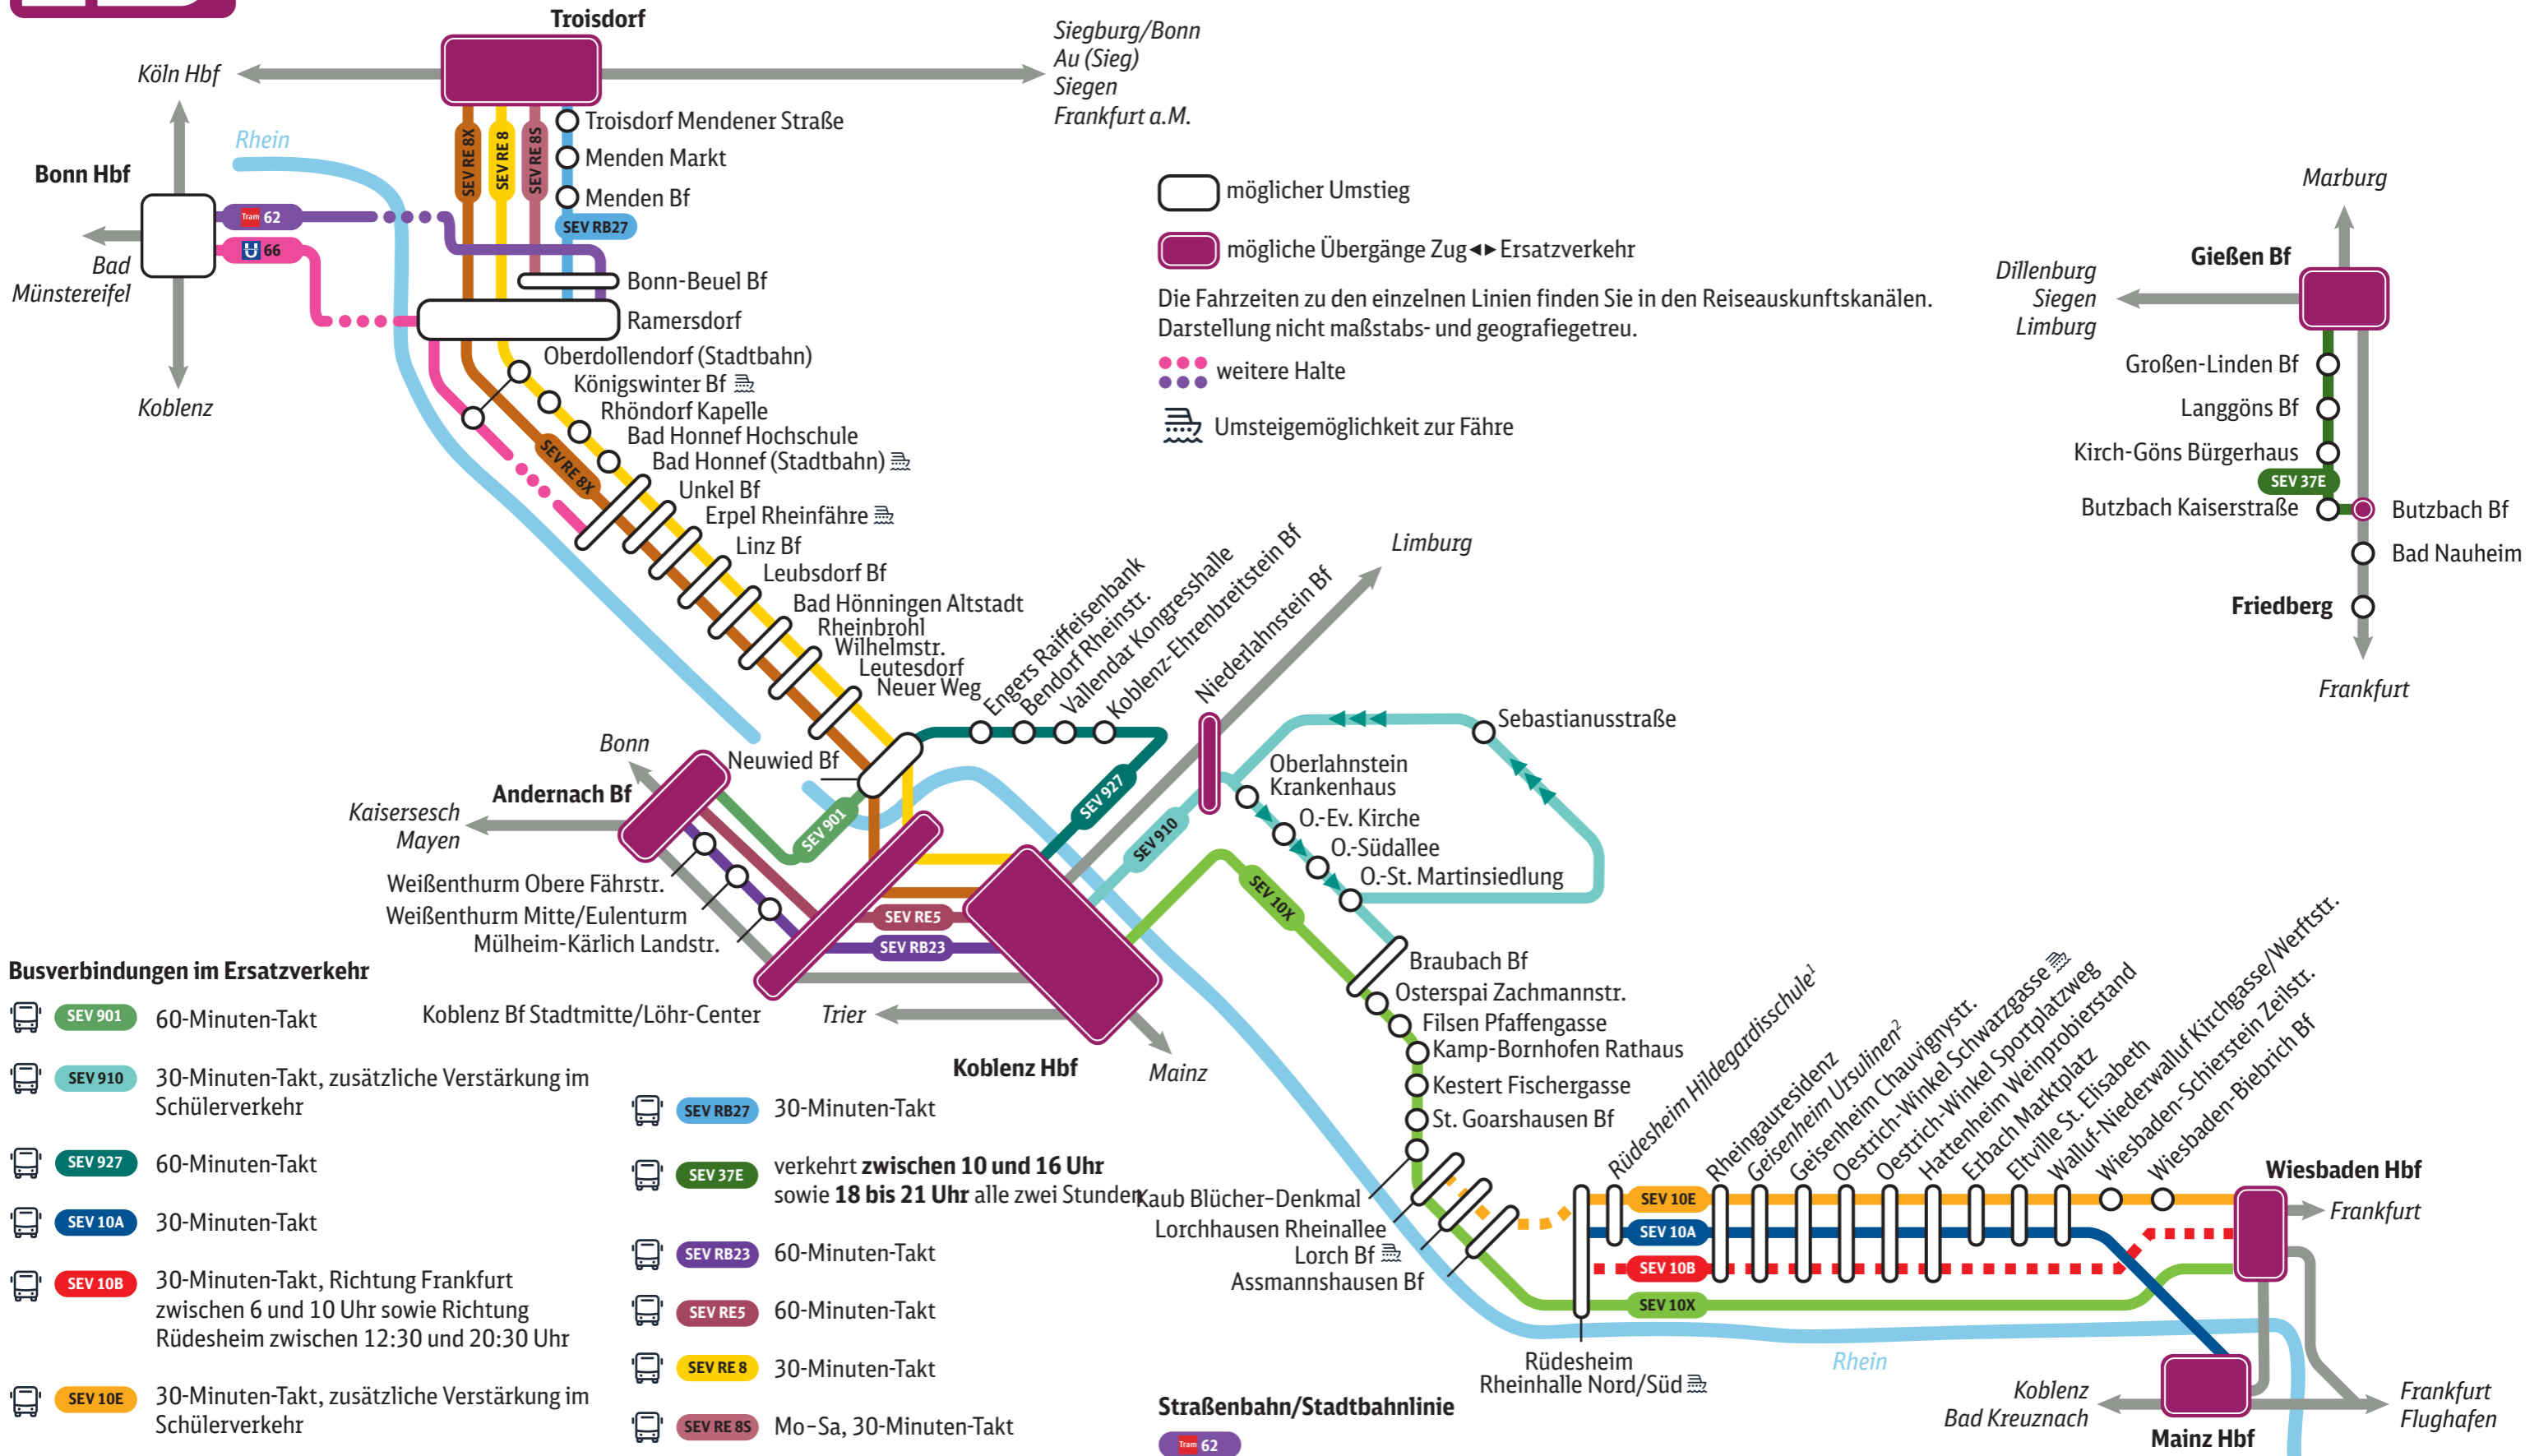 Troisdorf
Köln Hbf
Siegburg/Bonn
Au (Sieg)
Siegen
Frankfurt a.M.
Rhein
Bonn Hbf
Bad
Münstereifel
Koblenz
Tram 62
U 66
SEV RE 8X
SEV RE 8
SEV RE 8S
Troisdorf Mendener Straße
Menden Markt
Menden Bf
SEV RB27
Bonn-Beuel Bf
Ramersdorf
Oberdollendorf (Stadtbahn)
Königswinter Bf
Rhöndorf Kapelle
Bad Honnef Hochschule
Bad Honnef (Stadtbahn)
SEV RE 8X
Unkel Bf
Erpel Rheinfähre
Linz Bf
Leubsdorf Bf
Bad Hönningen Altstadt
Rheinbrohl
Wilhelmstr.
Leutesdorf
Neuer Weg
Neuwied Bf
möglicher Umstieg
mögliche Übergänge Zug◂▸Ersatzverkehr
Die Fahrzeiten zu den einzelnen Linien finden Sie in den Reiseauskunftskanälen.
Darstellung nicht maßstabs- und geografiegetreu.
weitere Halte
Umsteigemöglichkeit zur Fähre
Marburg
Gießen Bf
Dillenburg
Siegen
Limburg
Großen-Linden Bf
Langgöns Bf
Kirch-Göns Bürgerhaus
SEV 37E
Butzbach Kaiserstraße
Butzbach Bf
Bad Nauheim
Friedberg
Frankfurt
Engers Raiffeisenbank
Bendorf Rheinstr.
Vallendar Kongresshalle
Koblenz-Ehrenbreitstein Bf
Niederlahnstein Bf
Limburg
Bonn
Andernach Bf
Kaisersesch
Mayen
SEV 901
SEV 927
SEV 910
SEV 10X
Weißenthurm Obere Fährstr.
Weißenthurm Mitte/Eulenturm
Mülheim-Kärlich Landstr.
SEV RE5
SEV RB23
Koblenz Bf Stadtmitte/Löhr-Center
Trier
Koblenz Hbf
Mainz
Sebastianusstraße
Oberlahnstein
Krankenhaus
O.-Ev. Kirche
O.-Südallee
O.-St. Martinsiedlung
Braubach Bf
Osterspai Zachmannstr.
Filsen Pfaffengasse
Kamp-Bornhofen Rathaus
Kestert Fischergasse
St. Goarshausen Bf
Kaub Blücher-Denkmal
Lorchhausen Rheinallee
Lorch Bf
Assmannshausen Bf
Rüdesheim
Rheinhalle Nord/Süd
Rüdesheim Hildegardisschule¹
Rheingauresidenz
Geisenheim Ursulinen²
Geisenheim Chauvignystr.
Oestrich-Winkel Schwarzgasse
Oestrich-Winkel Sportplatzweg
Hattenheim Weinprobierstand
Erbach Marktplatz
Eltville St. Elisabeth
Walluf-Niederwalluf Kirchgasse/Werftstr.
Wiesbaden-Schierstein Zeilstr.
Wiesbaden-Biebrich Bf
SEV 10E
SEV 10A
SEV 10B
SEV 10X
Wiesbaden Hbf
Frankfurt
Rhein
Koblenz
Bad Kreuznach
Mainz Hbf
Frankfurt
Flughafen
Busverbindungen im Ersatzverkehr
SEV 901 60-Minuten-Takt
SEV 910 30-Minuten-Takt, zusätzliche Verstärkung im
Schülerverkehr
SEV 927 60-Minuten-Takt
SEV 10A 30-Minuten-Takt
SEV 10B 30-Minuten-Takt, Richtung Frankfurt
zwischen 6 und 10 Uhr sowie Richtung
Rüdesheim zwischen 12:30 und 20:30 Uhr
SEV 10E 30-Minuten-Takt, zusätzliche Verstärkung im
Schülerverkehr
SEV RB27 30-Minuten-Takt
SEV 37E verkehrt zwischen 10 und 16 Uhr
sowie 18 bis 21 Uhr alle zwei Stunden
SEV RB23 60-Minuten-Takt
SEV RE5 60-Minuten-Takt
SEV RE 8 30-Minuten-Takt
SEV RE 8S Mo-Sa, 30-Minuten-Takt
Straßenbahn/Stadtbahnlinie
Tram 62